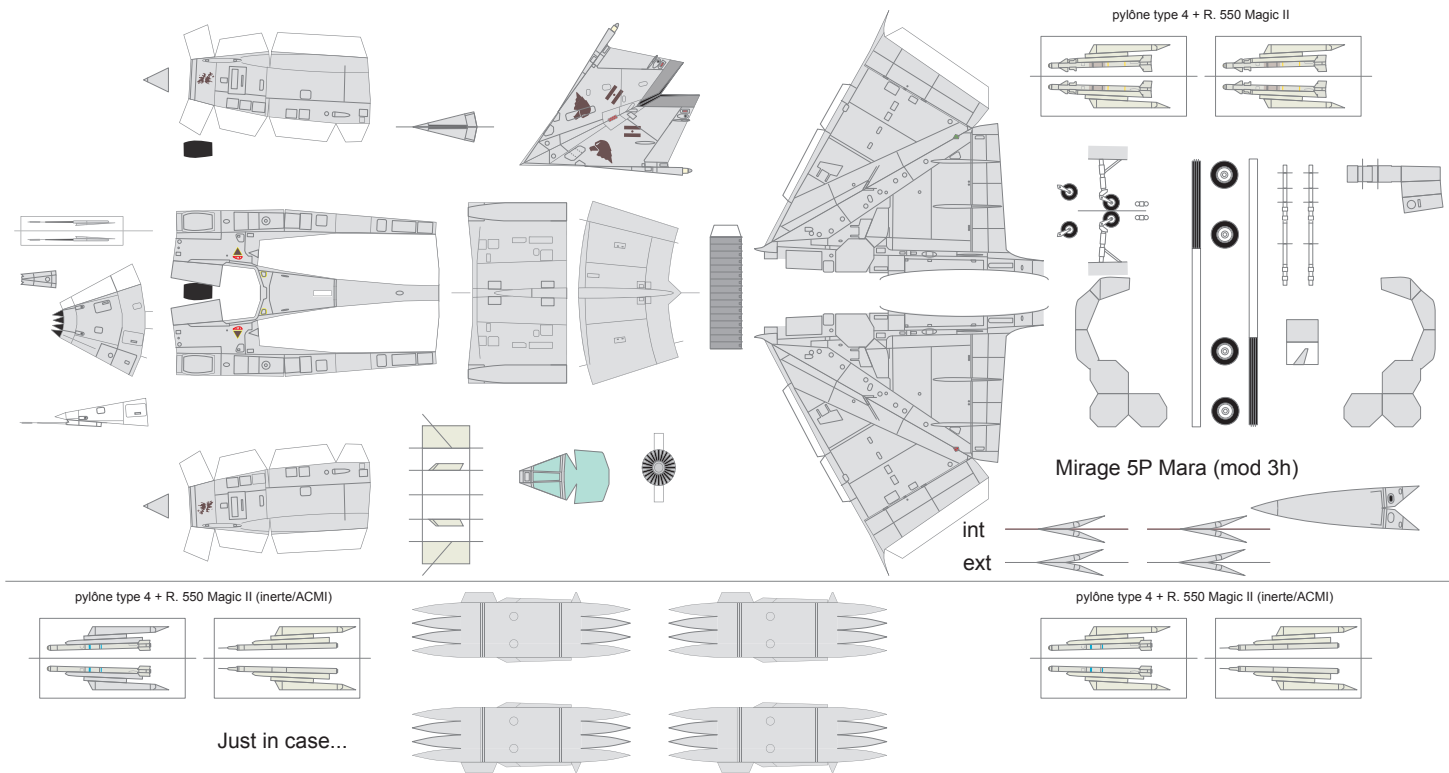 pylône type 4 + R. 550 Magic II
Mirage 5P Mara (mod 3h)
int
ext
pylône type 4 + R. 550 Magic II (inerte/ACMI)
pylône type 4 + R. 550 Magic II (inerte/ACMI)
Just in case...